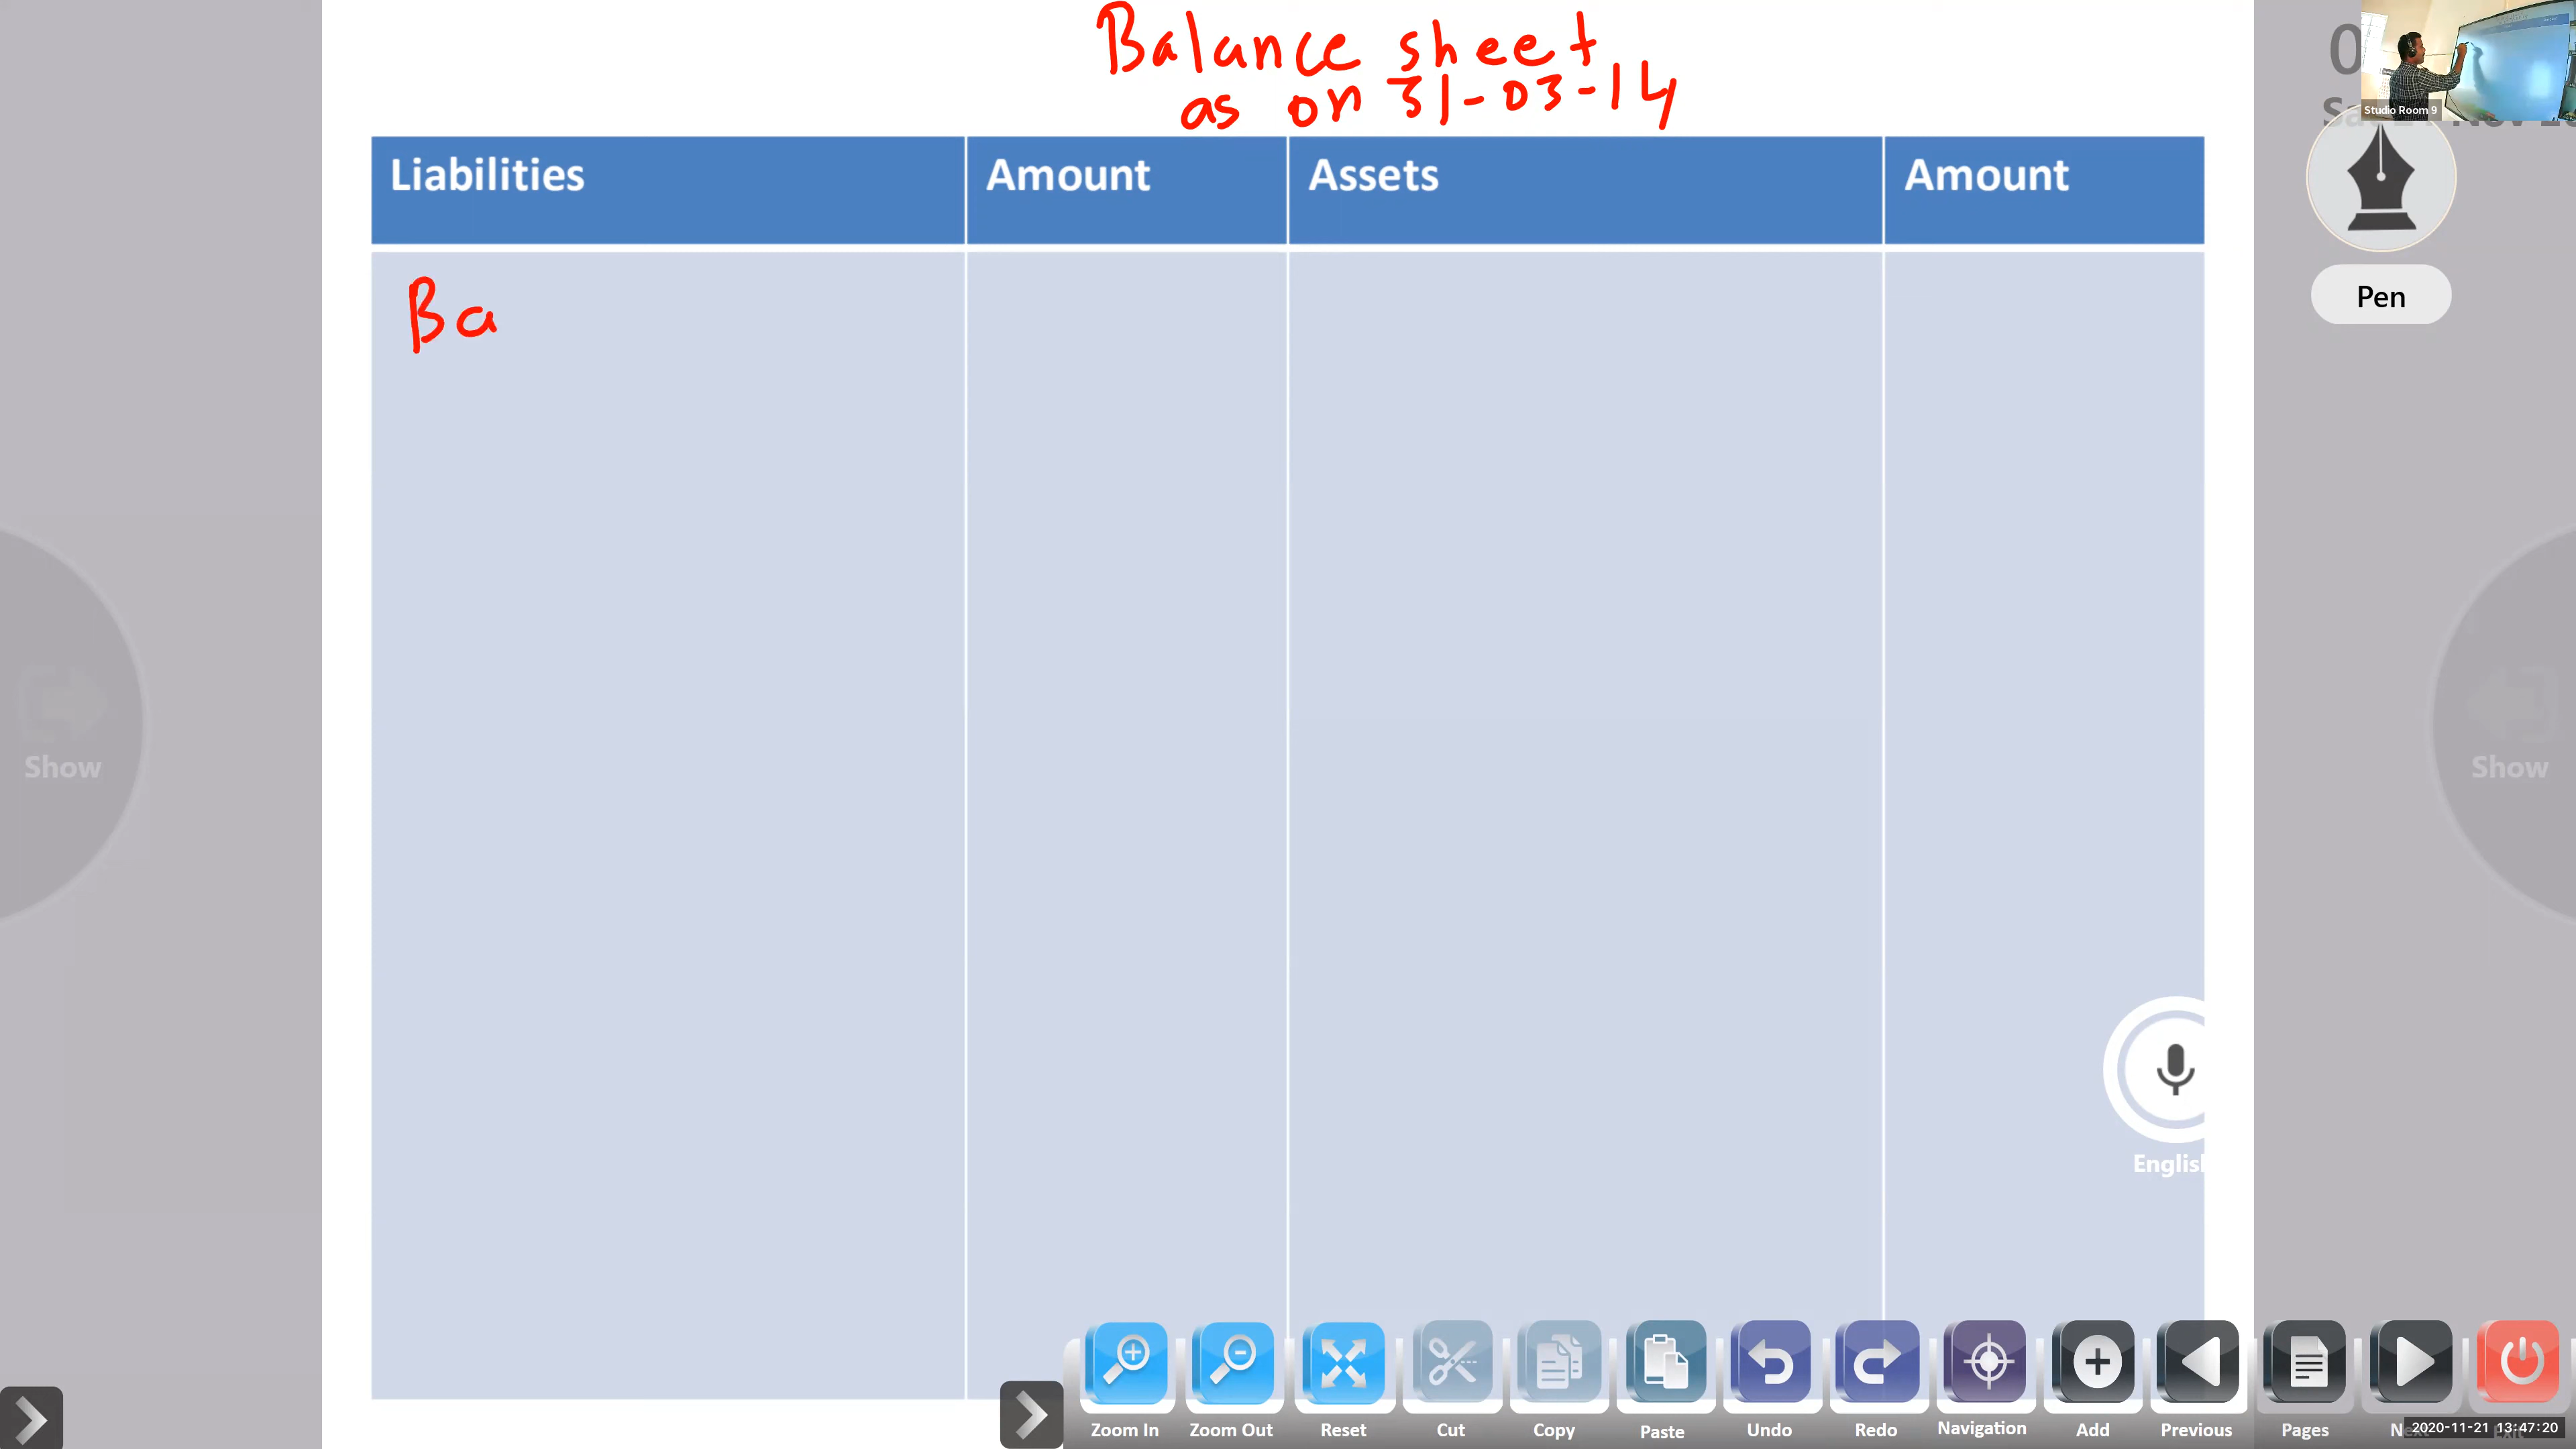 Balance sheet
as on 31-03-14
Studio Room 9
Liabilities Amount Assets Amount
Pen
Ba
Show
Show
Zoom In Zoom Out Reset Cut Copy Paste Undo Redo Navigation Add Previous Pages
2020-11-21 13:47:20